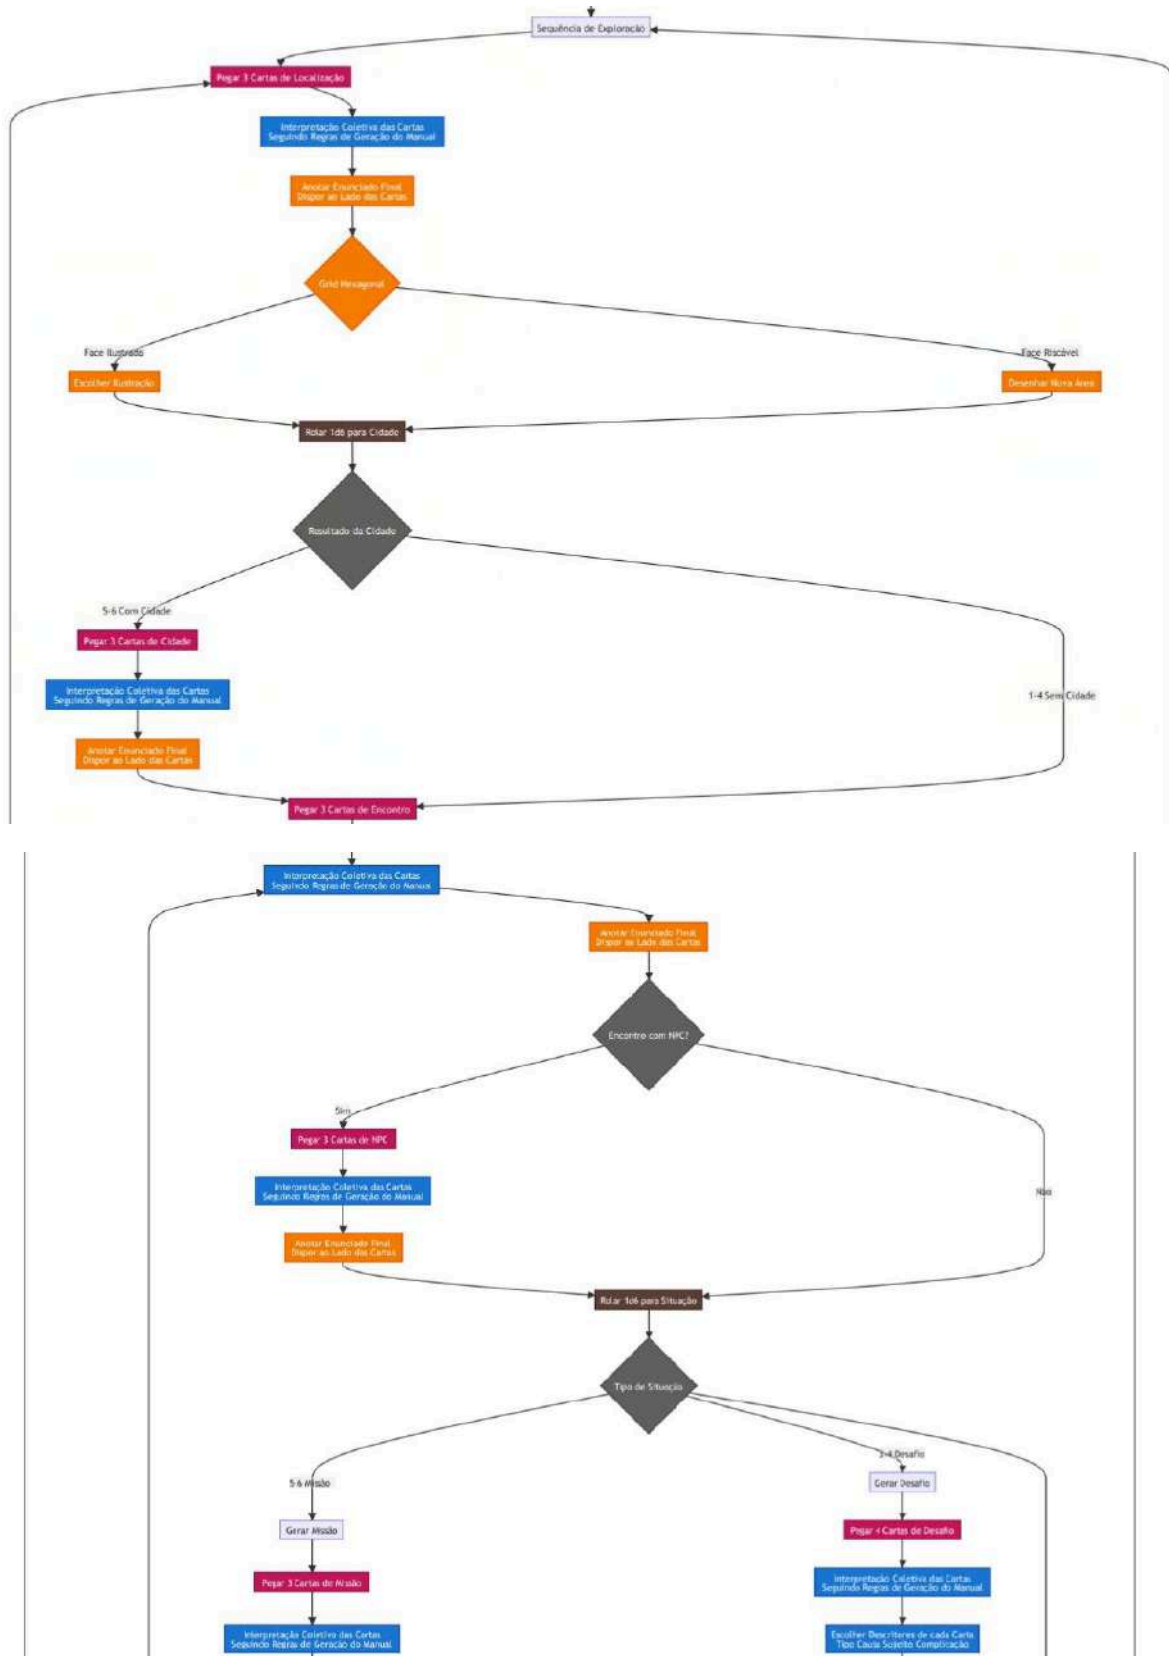 Sequência de Exploração
Pegar 3 Cartas de Localização
Interpretação Coletiva das Cartas
Seguindo Regras de Geração do Manual
Anotar Enunciado Final
Dispor ao Lado das Cartas
Grid Hexagonal
Face Ilustrada
Face Riscável
Escolher Ilustração
Desenhar Nova Área
Rolar 1d6 para Cidade
Resultado da Cidade
5-6 Com Cidade
Pegar 3 Cartas de Cidade
Interpretação Coletiva das Cartas
Seguindo Regras de Geração do Manual
1-4 Sem Cidade
Anotar Enunciado Final
Dispor ao Lado das Cartas
Pegar 3 Cartas de Encontro
Interpretação Coletiva das Cartas
Seguindo Regras de Geração do Manual
Anotar Enunciado Final
Dispor ao Lado das Cartas
Encontro com NPC?
Sim
Pegar 3 Cartas de NPC
Interpretação Coletiva das Cartas
Seguindo Regras de Geração do Manual
Não
Anotar Enunciado Final
Dispor ao Lado das Cartas
Rolar 1d6 para Situação
Tipo de Situação
5-6 Missão
3-4 Desafio
Gerar Desafio
Gerar Missão
Pegar 4 Cartas de Desafio
Pegar 3 Cartas de Missão
Interpretação Coletiva das Cartas
Seguindo Regras de Geração do Manual
Interpretação Coletiva das Cartas
Seguindo Regras de Geração do Manual
Escolher Descritores de cada Carta
Tipo Causa Sujeito Complicação